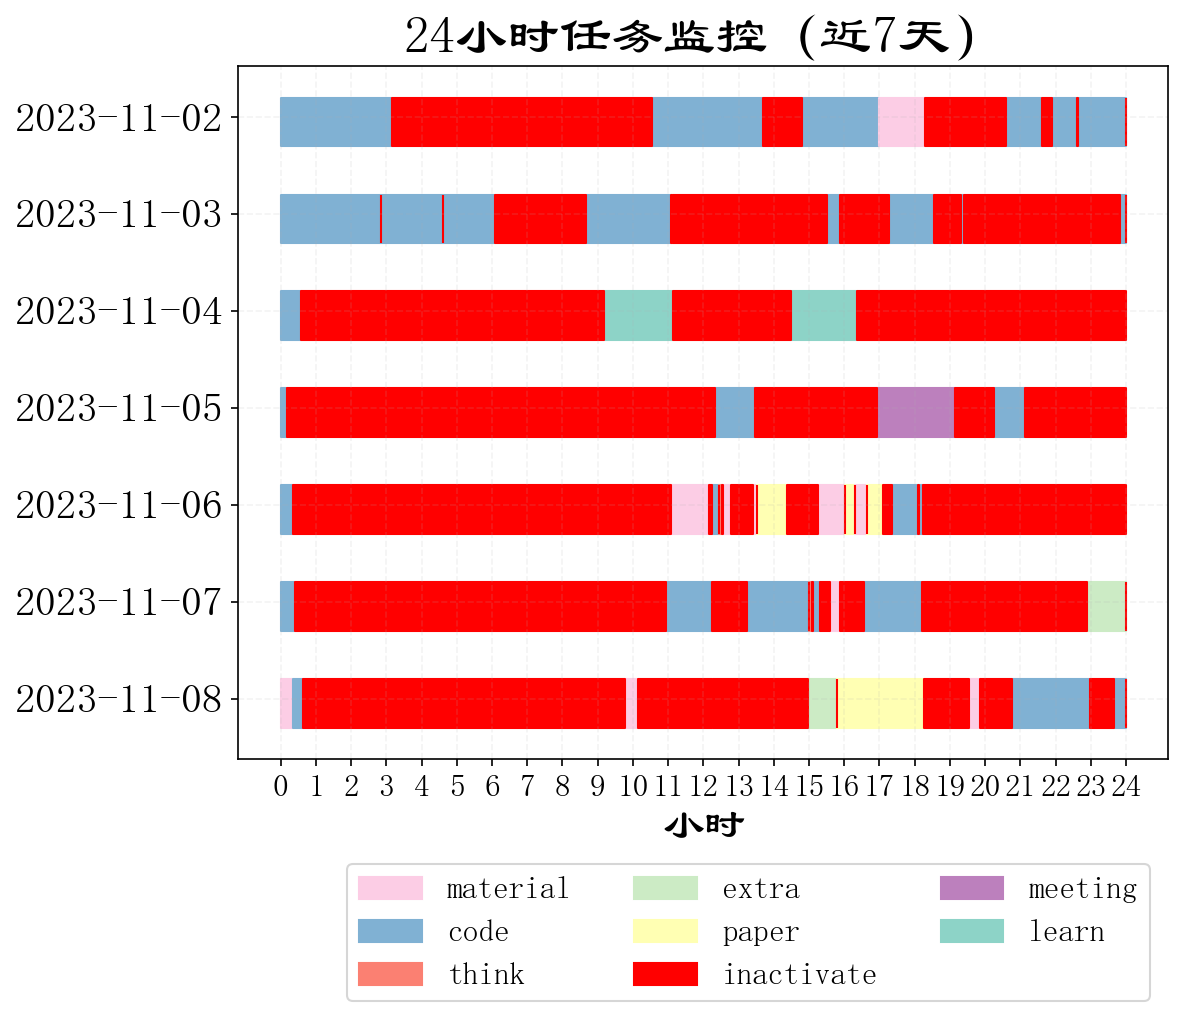 24小时任务监控 (近7天)
2023-11-02
2023-11-03
2023-11-04
2023-11-05
2023-11-06
2023-11-07
2023-11-08
0 1 2 3 4 5 6 7 8 9 10 11 12 13 14 15 16 17 18 19 20 21 22 23 24
小时
material extra meeting
code paper learn
think inactivate